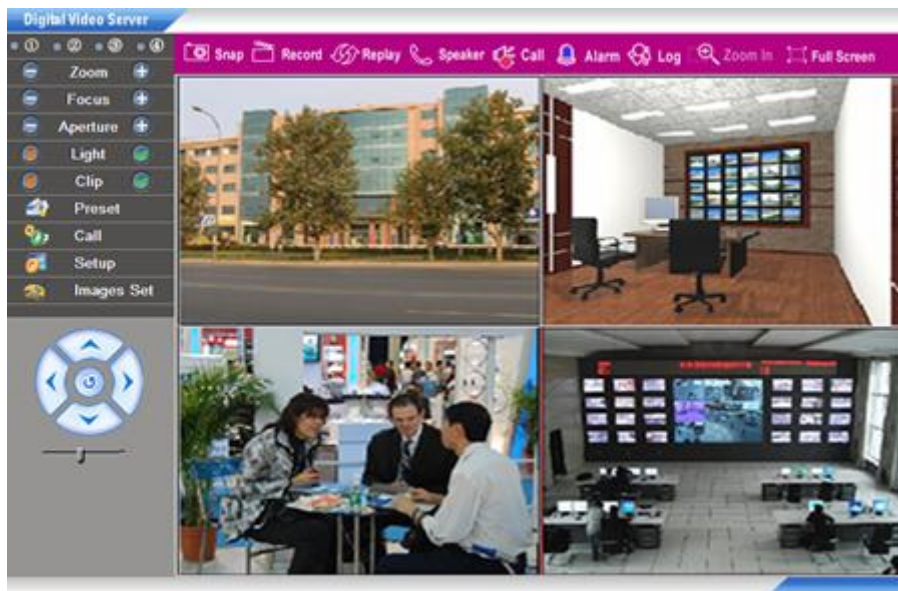 Digital Video Server
① ② ③ ④
Snap Record Replay Speaker Call Alarm Log Zoom In Full Screen
Zoom
Focus
Aperture
Light
Clip
Preset
Call
Setup
Images Set